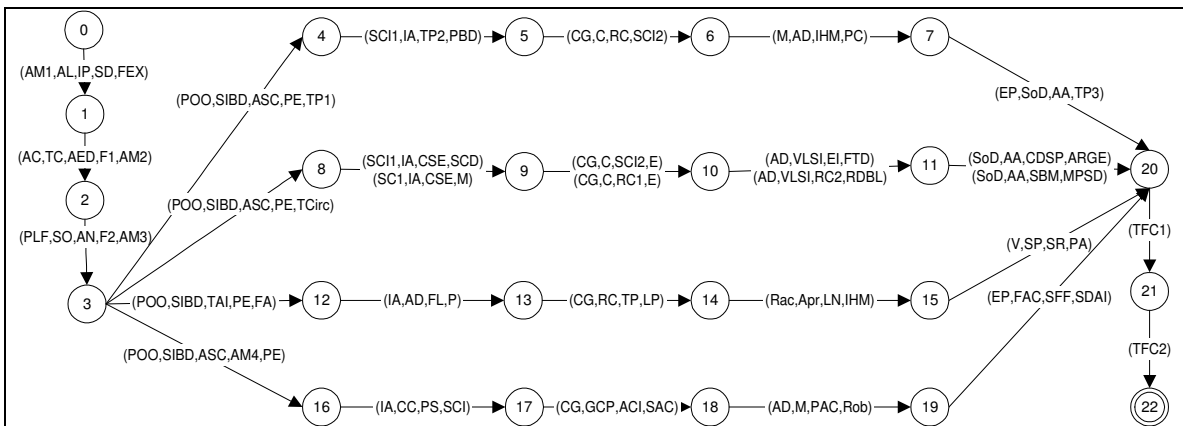 0
4
(SCI1,IA,TP2,PBD)
5
(CG,C,RC,SCI2)
6
(M,AD,IHM,PC)
7
(AM1,AL,IP,SD,FEX)
(POO,SIBD,ASC,PE,TP1)
(EP,SoD,AA,TP3)
1
(AC,TC,AED,F1,AM2)
8
(SCI1,IA,CSE,SCD)
(SC1,IA,CSE,M)
9
(CG,C,SCI2,E)
(CG,C,RC1,E)
10
(AD,VLSI,EI,FTD)
(AD,VLSI,RC2,RDBL)
11
(SoD,AA,CDSP,ARGE)
(SoD,AA,SBM,MPSD)
20
2
(POO,SIBD,ASC,PE,TCirc)
(PLF,SO,AN,F2,AM3)
(V,SP,SR,PA)
(TFC1)
3
(POO,SIBD,TAI,PE,FA)
12
(IA,AD,FL,P)
13
(CG,RC,TP,LP)
14
(Rac,Apr,LN,IHM)
15
(EP,FAC,SFF,SDAI)
21
(POO,SIBD,ASC,AM4,PE)
(TFC2)
16
(IA,CC,PS,SCI)
17
(CG,GCP,ACI,SAC)
18
(AD,M,PAC,Rob)
19
22